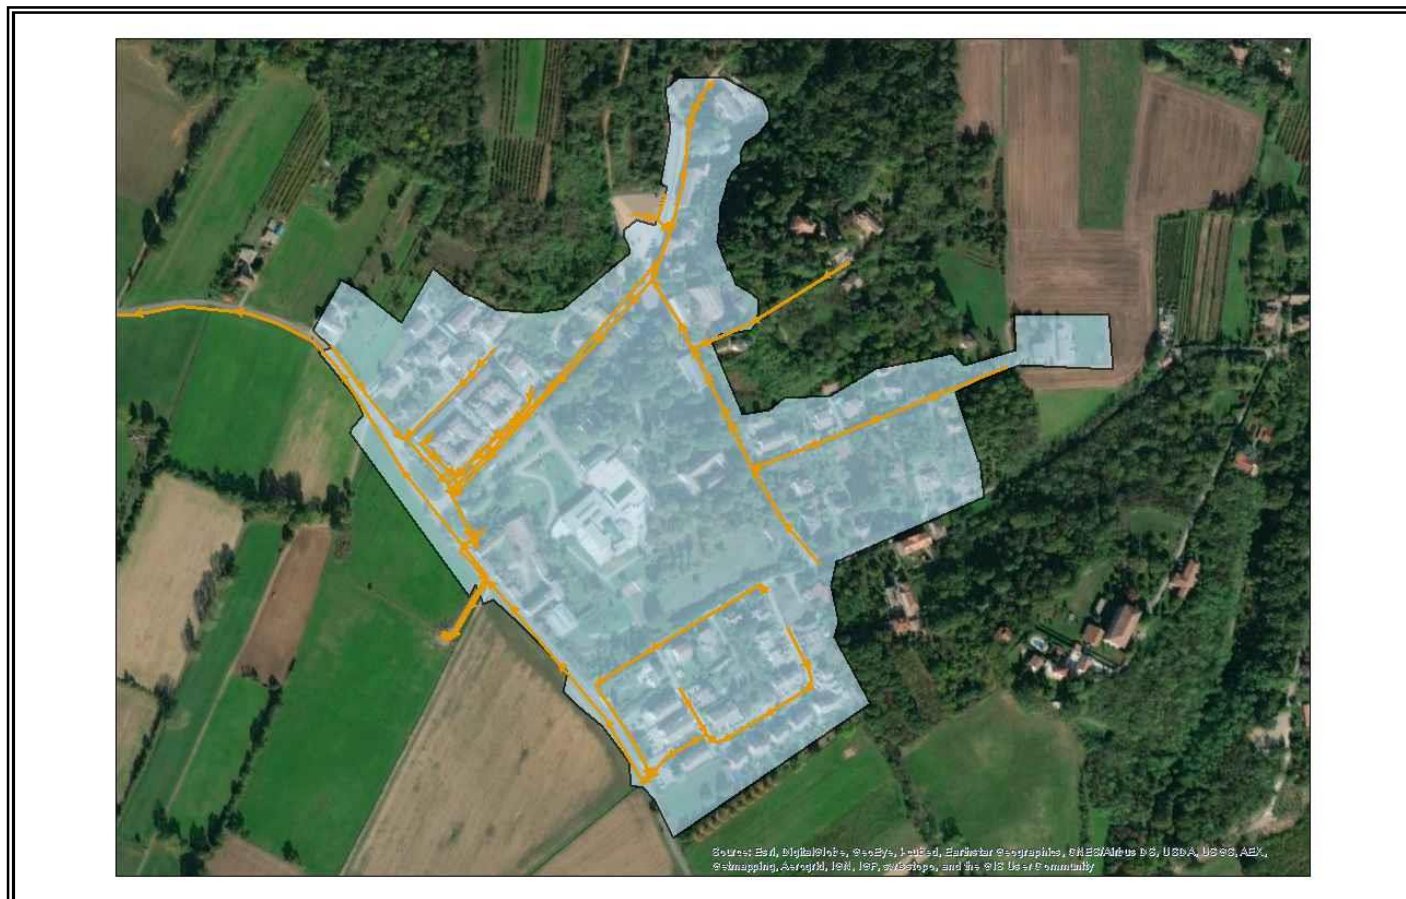 Source: Esri, DigitalGlobe, GeoEye, i-cubed, Earthstar Geographics, CNES/Airbus DS, USDA, USGS, AEX,
Getmapping, Aerogrid, IGN, IGP, swisstopo, and the GIS User Community